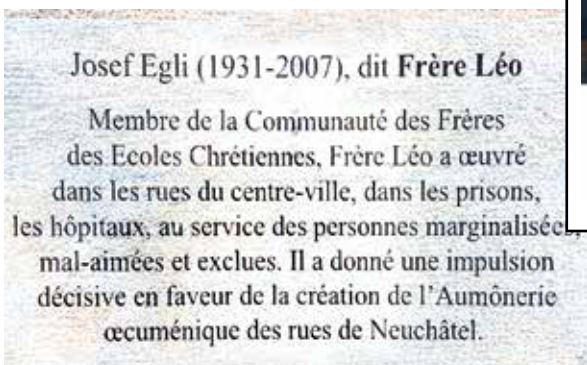 Josef Egli (1931-2007), dit Frère Léo
Membre de la Communauté des Frères
des Ecoles Chrétiennes, Frère Léo a œuvré
dans les rues du centre-ville, dans les prisons,
les hôpitaux, au service des personnes marginalisées,
mal-aimées et exclues. Il a donné une impulsion
décisive en faveur de la création de l'Aumônerie
œcuménique des rues de Neuchâtel.